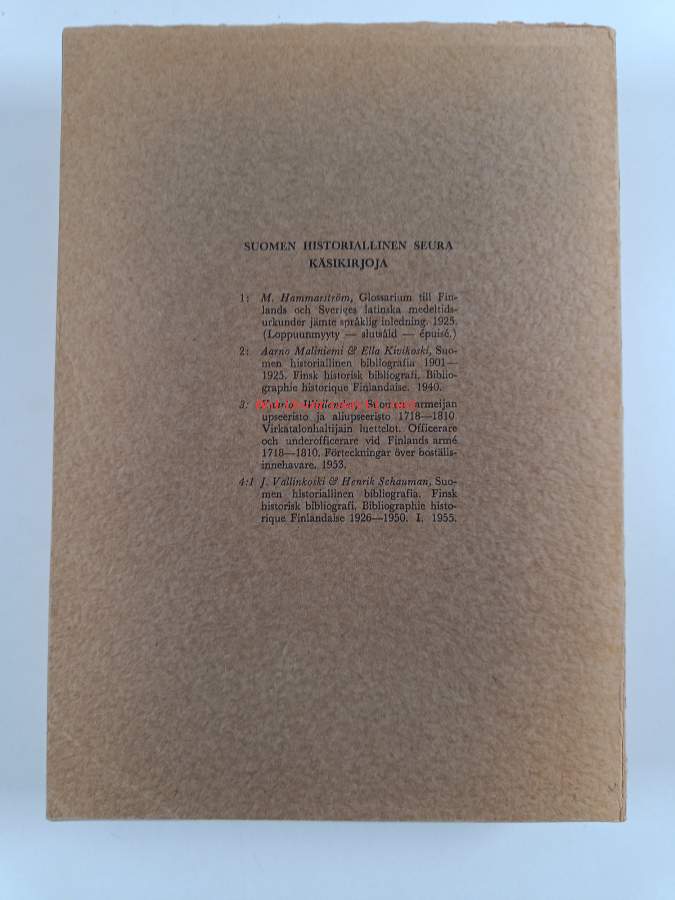 SUOMEN HISTORIALLINEN SEURA
KÄSIKIRJOJA
1: M. Hammarström, Glossarium till Fin-
lands och Sveriges latinska medeltids-
urkunder jämte språklig inledning. 1925.
(Loppuunmyyty — slutsåld — épuisé.)
2: Aarno Maliniemi & Ella Kivikoski, Suo-
men historiallinen bibliografia 1901—
1925. Finsk historisk bibliografi. Biblio-
graphie historique Finlandaise. 1940.
3: Wirilander, Suomen armeijan
upseeristo ja aliupseeristo 1718—1810.
Virkatalonhaltijain luettelot. Officerare
och underofficerare vid Finlands armé
1718—1810. Förteckningar över boställs-
innehavare. 1953.
4:I J. Vallinkoski & Henrik Schauman, Suo-
men historiallinen bibliografia. Finsk
historisk bibliografi. Bibliographie histo-
rique Finlandaise 1926—1950. I. 1955.